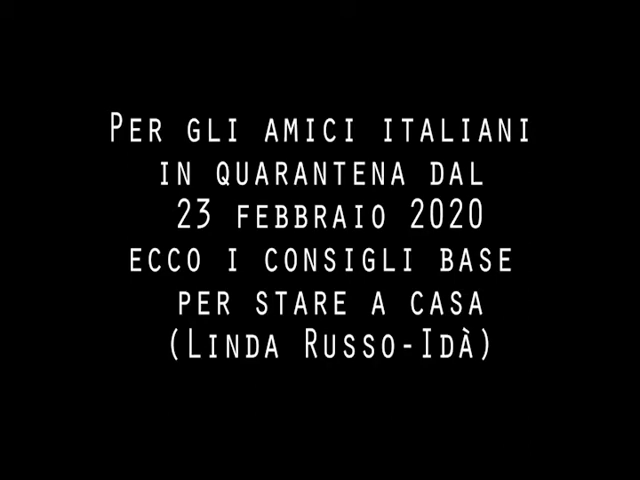 Per gli amici italiani
in quarantena dal
23 febbraio 2020
ecco i consigli base
per stare a casa
(Linda Russo-Idà)